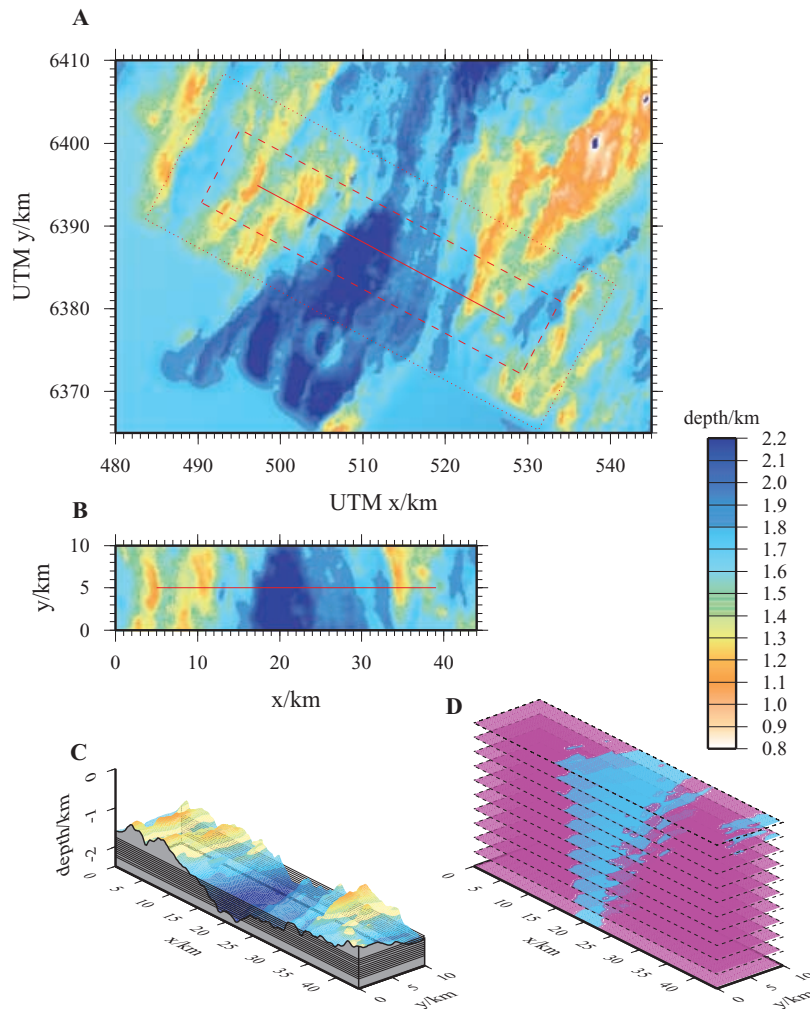 A
6410
6400
6390
6380
6370
UTM y/km
480 490 500 510 520 530 540
UTM x/km
depth/km
2.2
2.1
2.0
1.9
1.8
1.7
1.6
1.5
1.4
1.3
1.2
1.1
1.0
0.9
0.8
B
10
5
0
y/km
0 10 20 30 40
x/km
C
0
-1
-2
depth/km
0 5 10 15 20 25 30 35 40
x/km
0 5 10
y/km
D
0 5 10 15 20 25 30 35 40
x/km
0 5 10
y/km